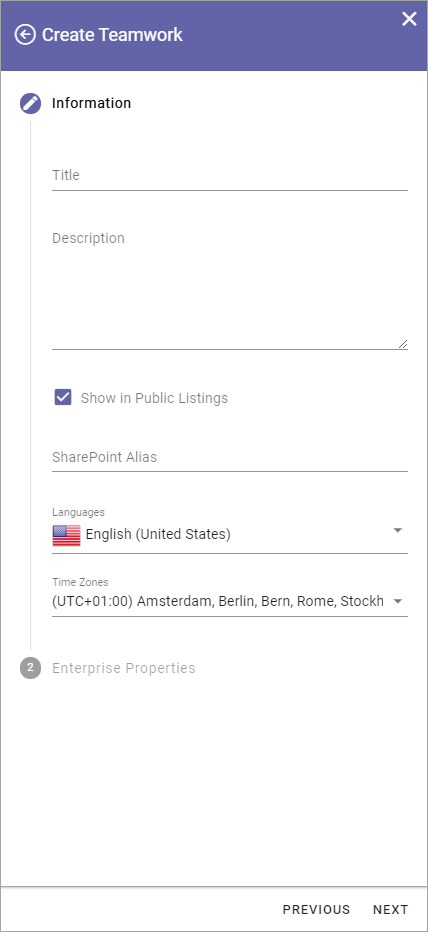 Create Teamwork
Information
Title
Description
Show in Public Listings
SharePoint Alias
Languages
English (United States)
Time Zones
(UTC+01:00) Amsterdam, Berlin, Bern, Rome, Stockh
2 Enterprise Properties
PREVIOUS NEXT